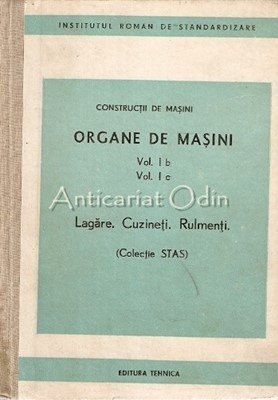 INSTITUTUL ROMAN DE STANDARDIZARE
CONSTRUCȚII DE MAȘINI
ORGANE DE MAȘINI
Vol. I b
Vol. I c
Anticariat Odin
Lagăre. Cuzineți. Rulmenți.
(Colecție STAS)
EDITURA TEHNICA